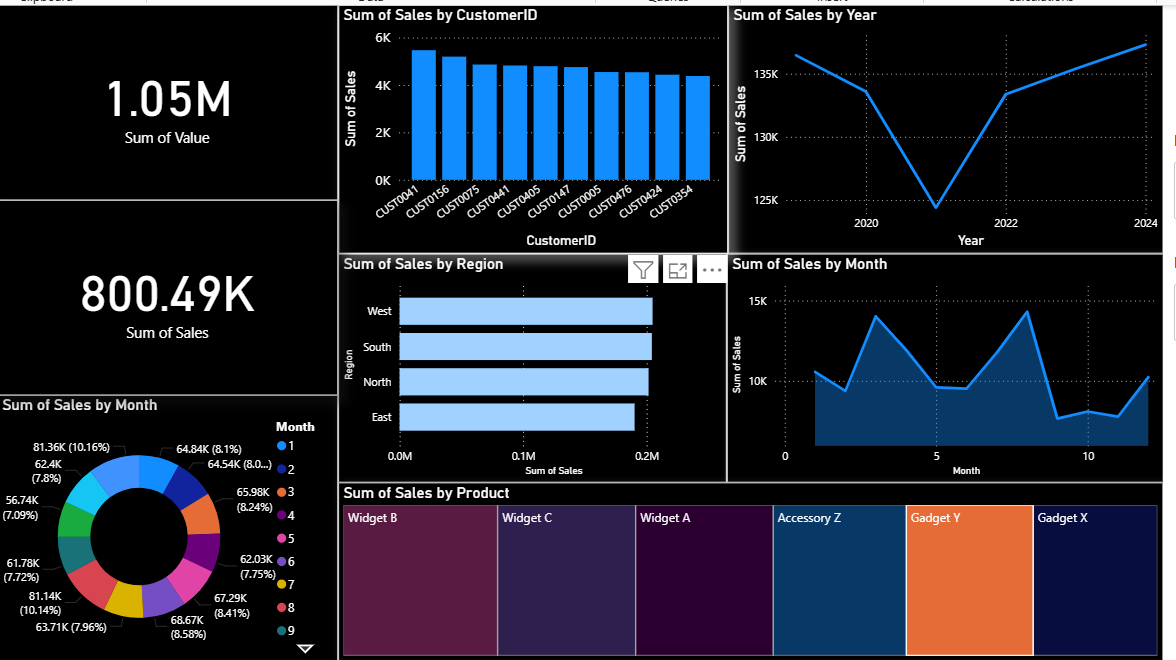 1.05M
Sum of Value
800.49K
Sum of Sales
Sum of Sales by Month
Month
1
2
3
4
5
6
7
8
9
64.84K (8.1%)
64.54K (8.0...)
65.98K
(8.24%)
62.03K
(7.75%)
67.29K
(8.41%)
68.67K
(8.58%)
63.71K (7.96%)
81.14K
(10.14%)
61.78K
(7.72%)
56.74K
(7.09%)
62.4K
(7.8%)
81.36K (10.16%)
Sum of Sales by CustomerID
Sum of Sales
6K
4K
2K
0K
CUST0041
CUST0156
CUST0075
CUST0441
CUST0405
CUST0147
CUST0005
CUST0476
CUST0424
CUST0354
CustomerID
Sum of Sales by Year
Sum of Sales
135K
130K
125K
2020
2022
2024
Year
Sum of Sales by Region
Region
West
South
North
East
0.0M
0.1M
0.2M
Sum of Sales
Sum of Sales by Month
Sum of Sales
15K
10K
0
5
10
Month
Sum of Sales by Product
Widget B
Widget C
Widget A
Accessory Z
Gadget Y
Gadget X